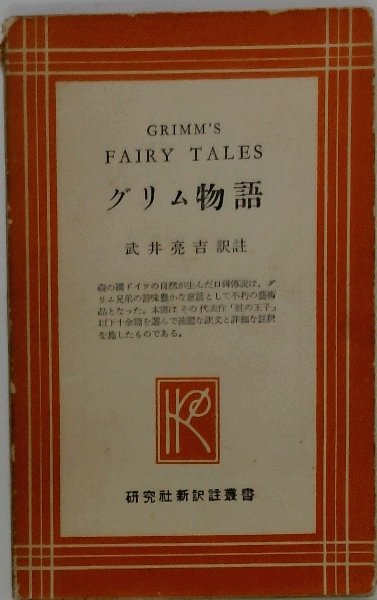 GRIMM'S
FAIRY TALES
グリム物語
武井亮吉訳註
森の國ドイツの自然が生んだ口碑傳説は、グ
リム兄弟の詩味豊かな童話として不朽の藝術
品となった。本書は その代表作「蛙の王子」
以下十余篇を選んで流麗な訳文と詳細な註釈
を施したものである。
研究社新訳註叢書